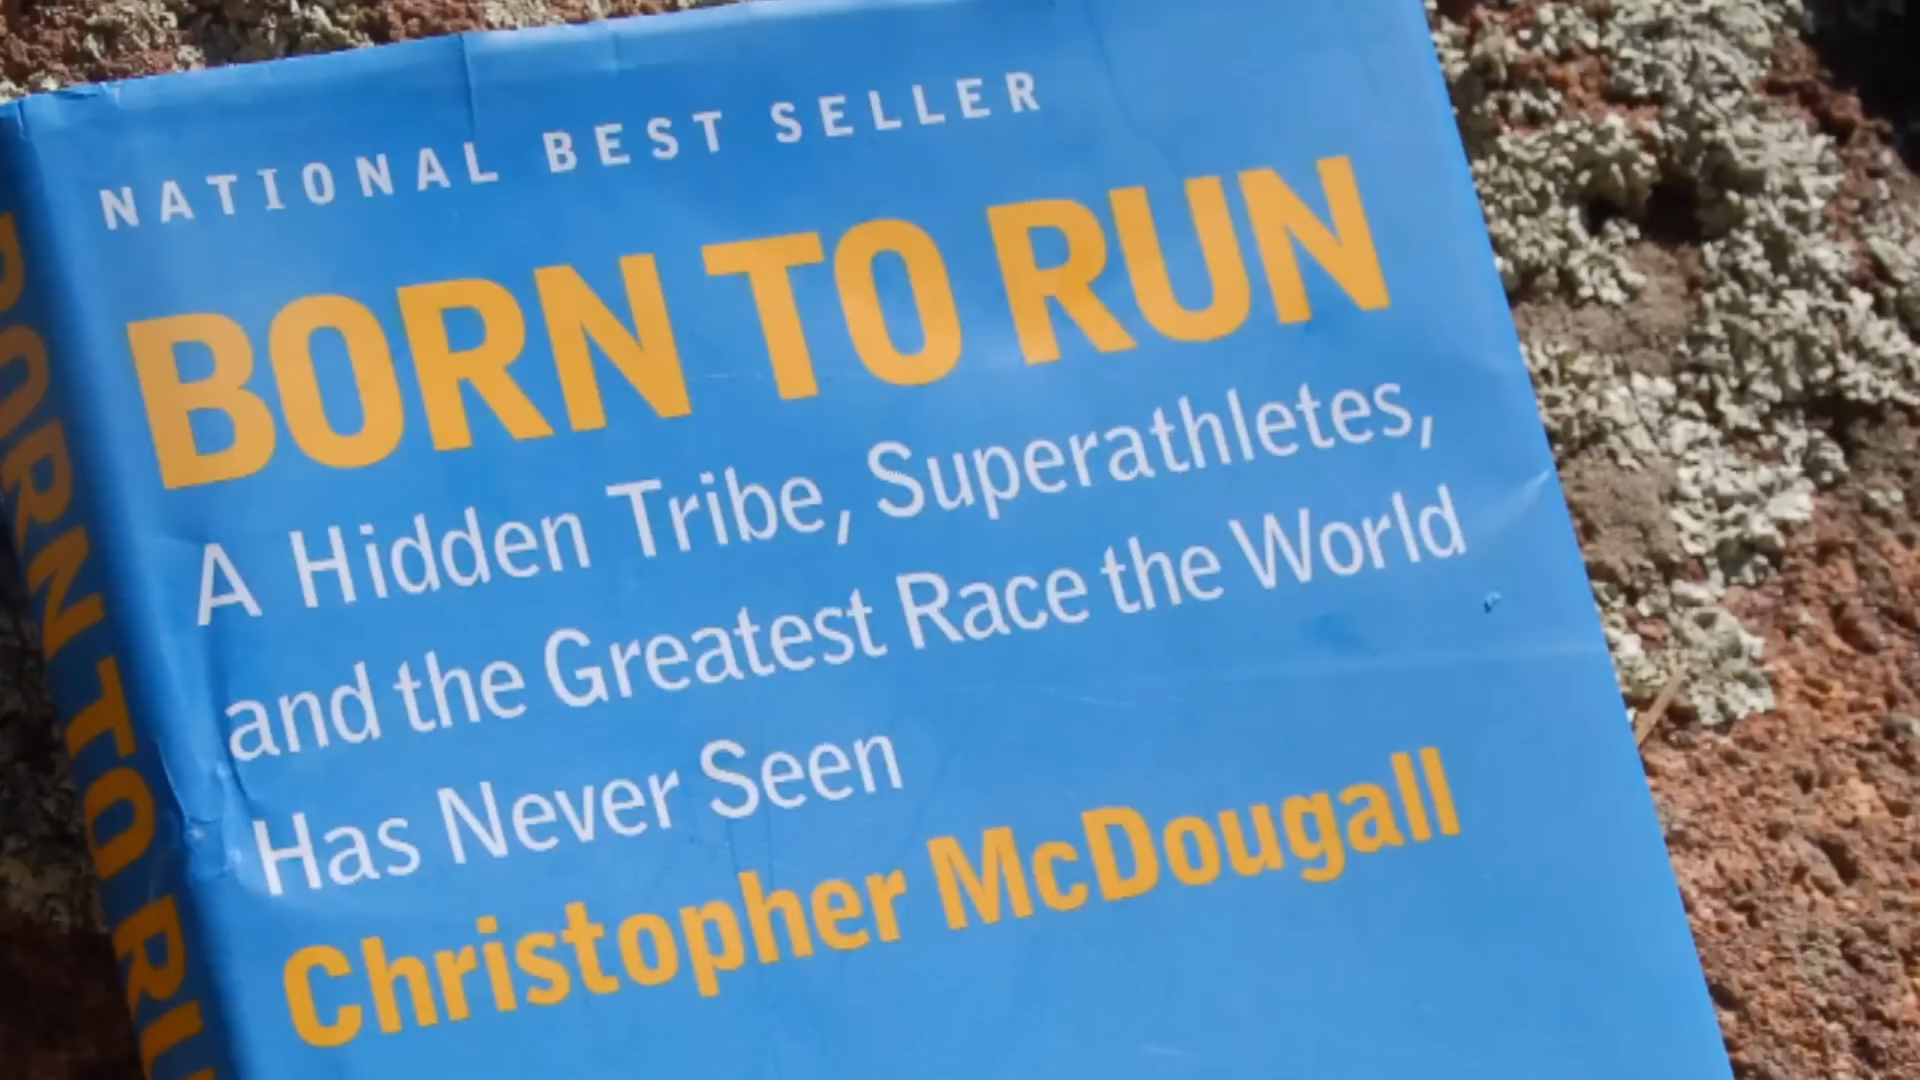 NATIONAL BEST SELLER
BORN TO RUN
A Hidden Tribe, Superathletes,
and the Greatest Race the World
Has Never Seen
Christopher McDougall
BORN TO RU